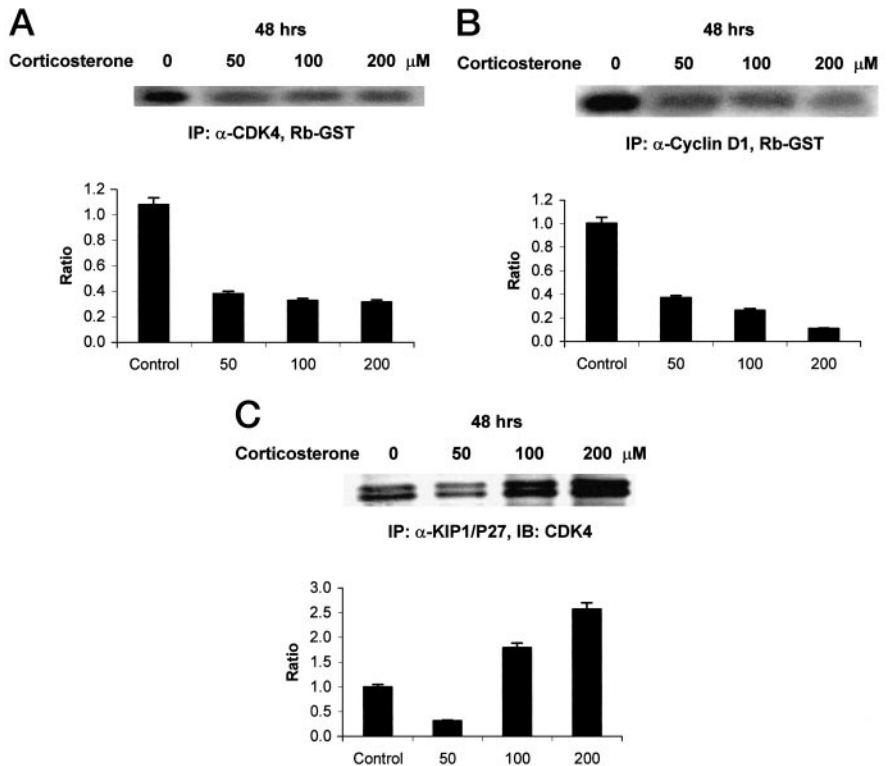 A
48 hrs
Corticosterone 0 50 100 200 μM
IP: α-CDK4, Rb-GST
Ratio
1.2
1.0
0.8
0.6
0.4
0.2
0.0
Control 50 100 200
B
48 hrs
Corticosterone 0 50 100 200 μM
IP: α-Cyclin D1, Rb-GST
Ratio
1.2
1.0
0.8
0.6
0.4
0.2
0.0
Control 50 100 200
C
48 hrs
Corticosterone 0 50 100 200 μM
IP: α-KIP1/P27, IB: CDK4
Ratio
3.0
2.5
2.0
1.5
1.0
0.5
0.0
Control 50 100 200